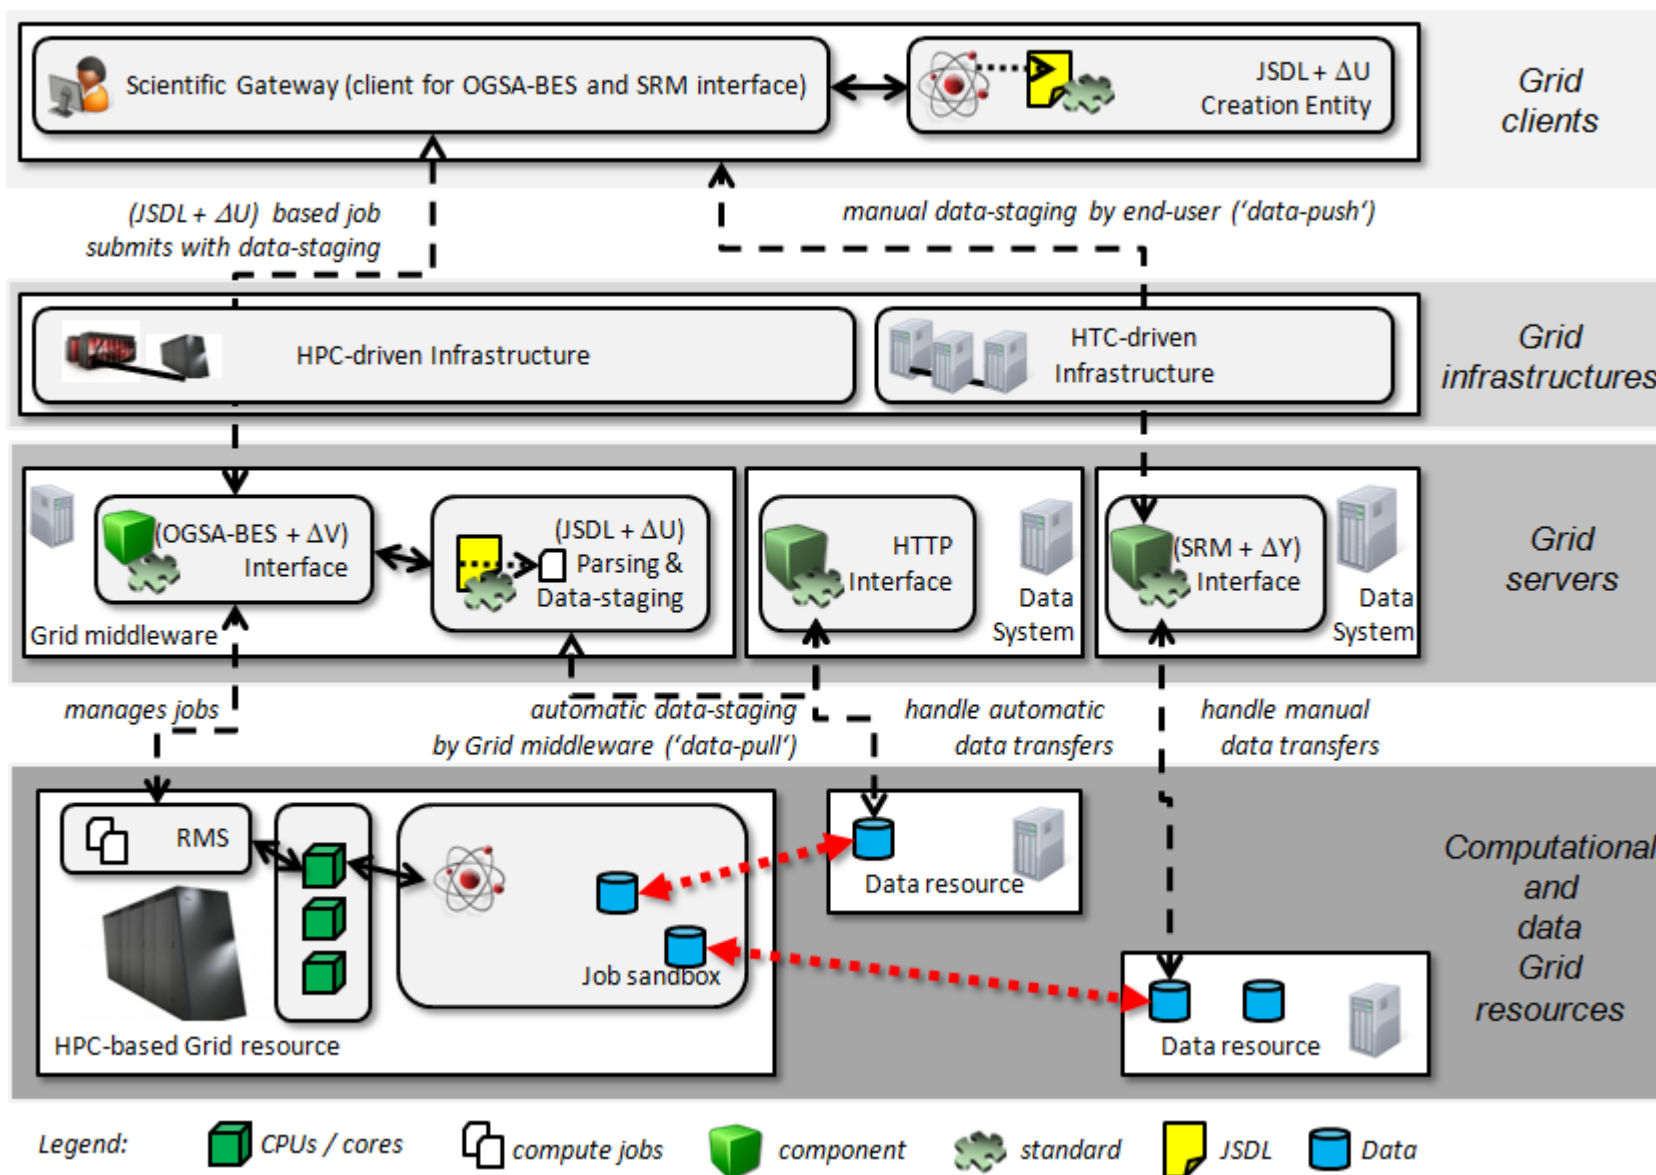 Scientific Gateway (client for OGSA-BES and SRM interface)
JSDL + ΔU
Creation Entity
Grid
clients
(JSDL + ΔU) based job
submits with data-staging
manual data-staging by end-user (‘data-push‘)
HPC-driven Infrastructure
HTC-driven
Infrastructure
Grid
infrastructures
(OGSA-BES + ΔV)
Interface
Grid middleware
(JSDL + ΔU)
Parsing &
Data-staging
HTTP
Interface
Data
System
(SRM + ΔY)
Interface
Data
System
Grid
servers
manages jobs
automatic data-staging
by Grid middleware (‘data-pull‘)
handle automatic
data transfers
handle manual
data transfers
RMS
HPC-based Grid resource
Job sandbox
Data resource
Data resource
Computational
and
data
Grid
resources
Legend:
CPUs / cores
compute jobs
component
standard
JSDL
Data